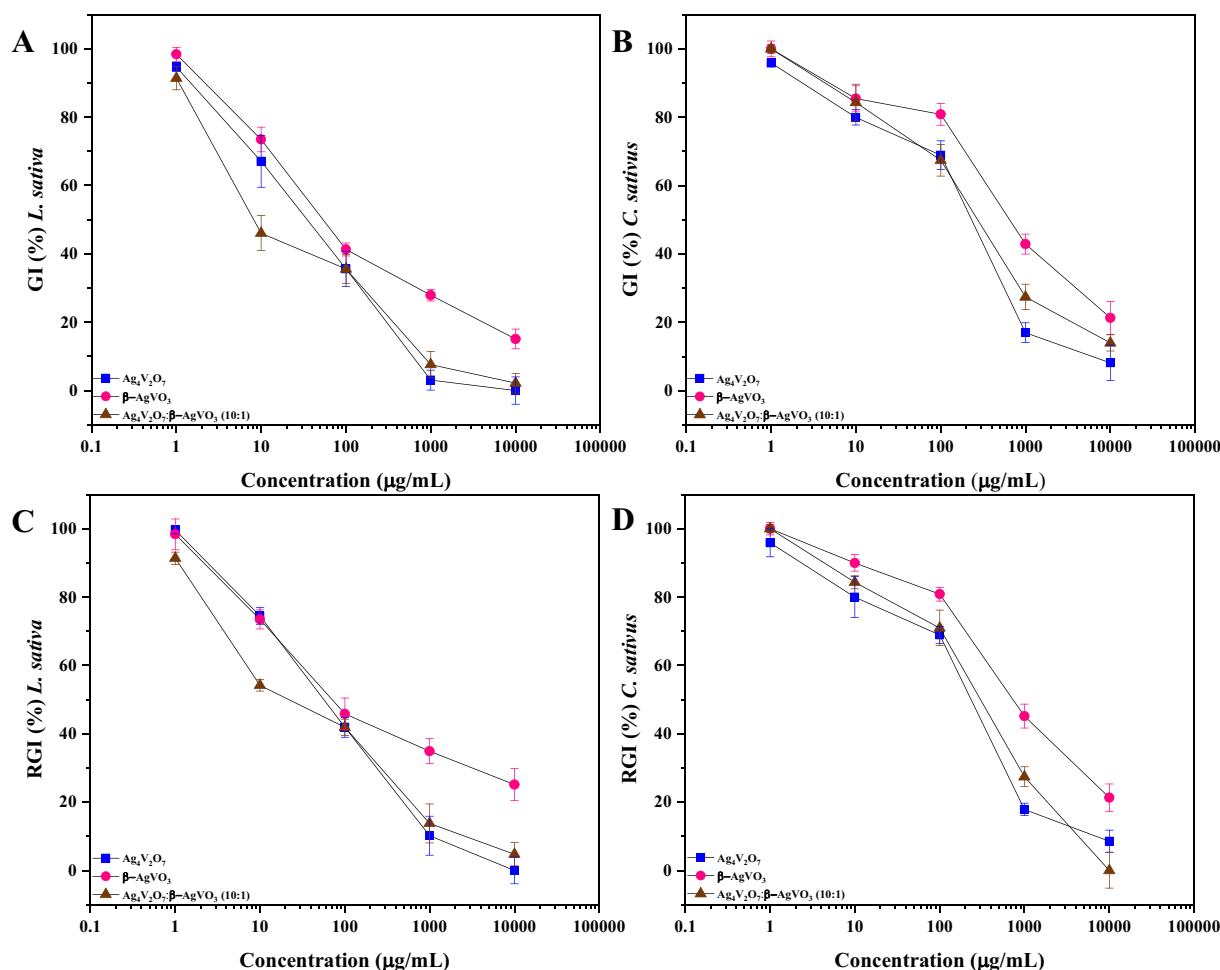 A
GI (%) L. sativa
100
80
60
40
20
0
Ag₄V₂O₇
β–AgVO₃
Ag₄V₂O₇:β–AgVO₃ (10:1)
0.1 1 10 100 1000 10000 100000
Concentration (μg/mL)
B
GI (%) C. sativus
100
80
60
40
20
0
Ag₄V₂O₇
β–AgVO₃
Ag₄V₂O₇:β–AgVO₃ (10:1)
0.1 1 10 100 1000 10000 100000
Concentration (μg/mL)
C
RGI (%) L. sativa
100
80
60
40
20
0
Ag₄V₂O₇
β–AgVO₃
Ag₄V₂O₇:β–AgVO₃ (10:1)
0.1 1 10 100 1000 10000 100000
Concentration (μg/mL)
D
RGI (%) C. sativus
100
80
60
40
20
0
Ag₄V₂O₇
β–AgVO₃
Ag₄V₂O₇:β–AgVO₃ (10:1)
0.1 1 10 100 1000 10000 100000
Concentration (μg/mL)